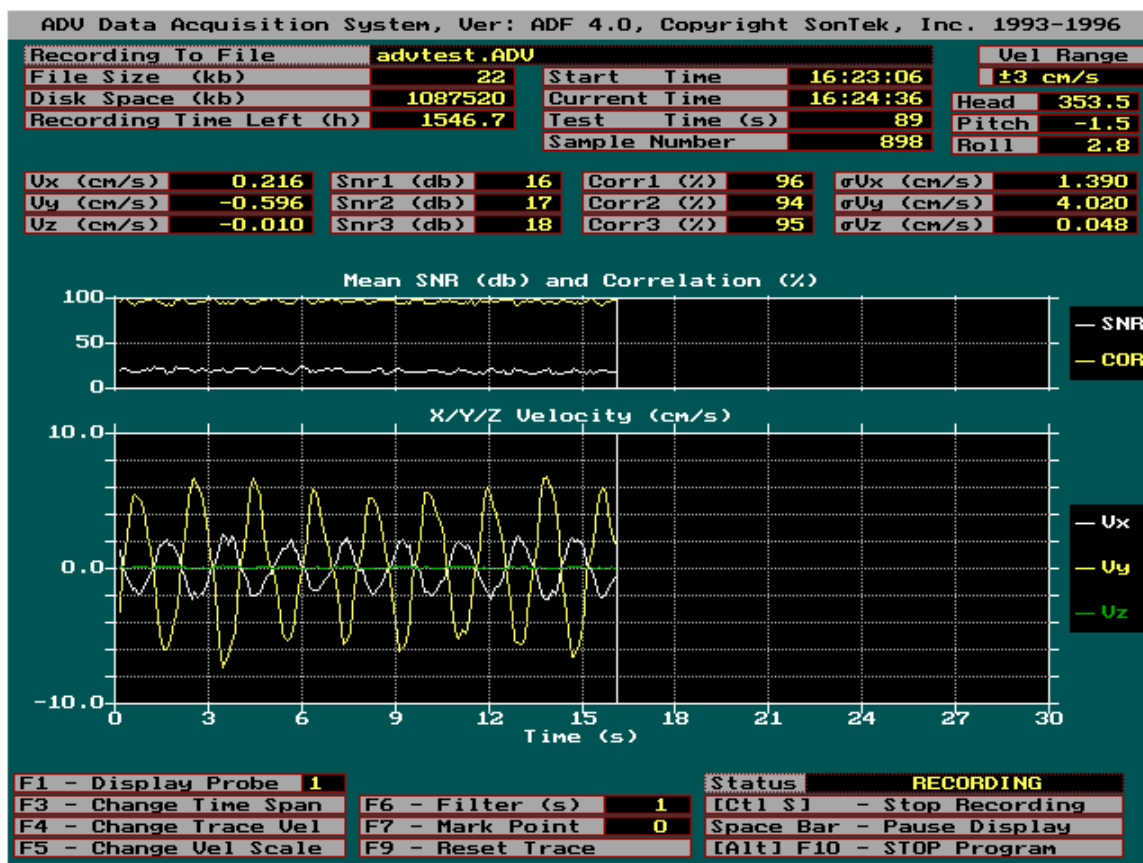 ADV Data Acquisition System, Ver: ADF 4.0, Copyright SonTek, Inc. 1993-1996
Recording To File advtest.ADV Vel Range
File Size (kb) 22 Start Time 16:23:06 ±3 cm/s
Disk Space (kb) 1087520 Current Time 16:24:36 Head 353.5
Recording Time Left (h) 1546.7 Test Time (s) 89 Pitch -1.5
Sample Number 898 Roll 2.8
Vx (cm/s) 0.216 Snr1 (db) 16 Corr1 (%) 96 σVx (cm/s) 1.390
Vy (cm/s) -0.596 Snr2 (db) 17 Corr2 (%) 94 σVy (cm/s) 4.020
Vz (cm/s) -0.010 Snr3 (db) 18 Corr3 (%) 95 σVz (cm/s) 0.048
Mean SNR (db) and Correlation (%)
100
50
0
SNR
COR
X/Y/Z Velocity (cm/s)
10.0
0.0
-10.0
Vx
Vy
Vz
0 3 6 9 12 15 18 21 24 27 30
Time (s)
F1 - Display Probe 1 Status RECORDING
F3 - Change Time Span F6 - Filter (s) 1 [Ctl S] - Stop Recording
F4 - Change Trace Vel F7 - Mark Point 0 Space Bar - Pause Display
F5 - Change Vel Scale F9 - Reset Trace [Alt] F10 - STOP Program